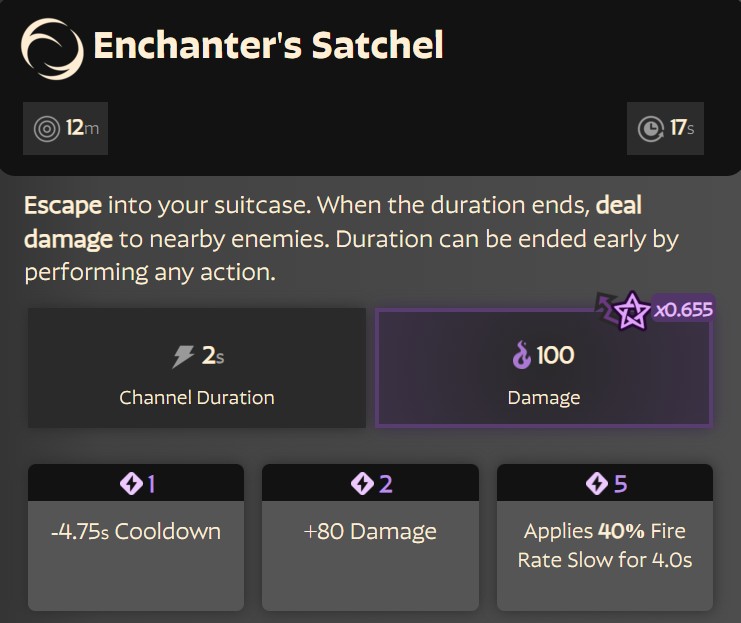 Enchanter's Satchel
12m
17s
Escape into your suitcase. When the duration ends, deal
damage to nearby enemies. Duration can be ended early by
performing any action.
x0.655
2s
Channel Duration
100
Damage
1
-4.75s Cooldown
2
+80 Damage
5
Applies 40% Fire
Rate Slow for 4.0s